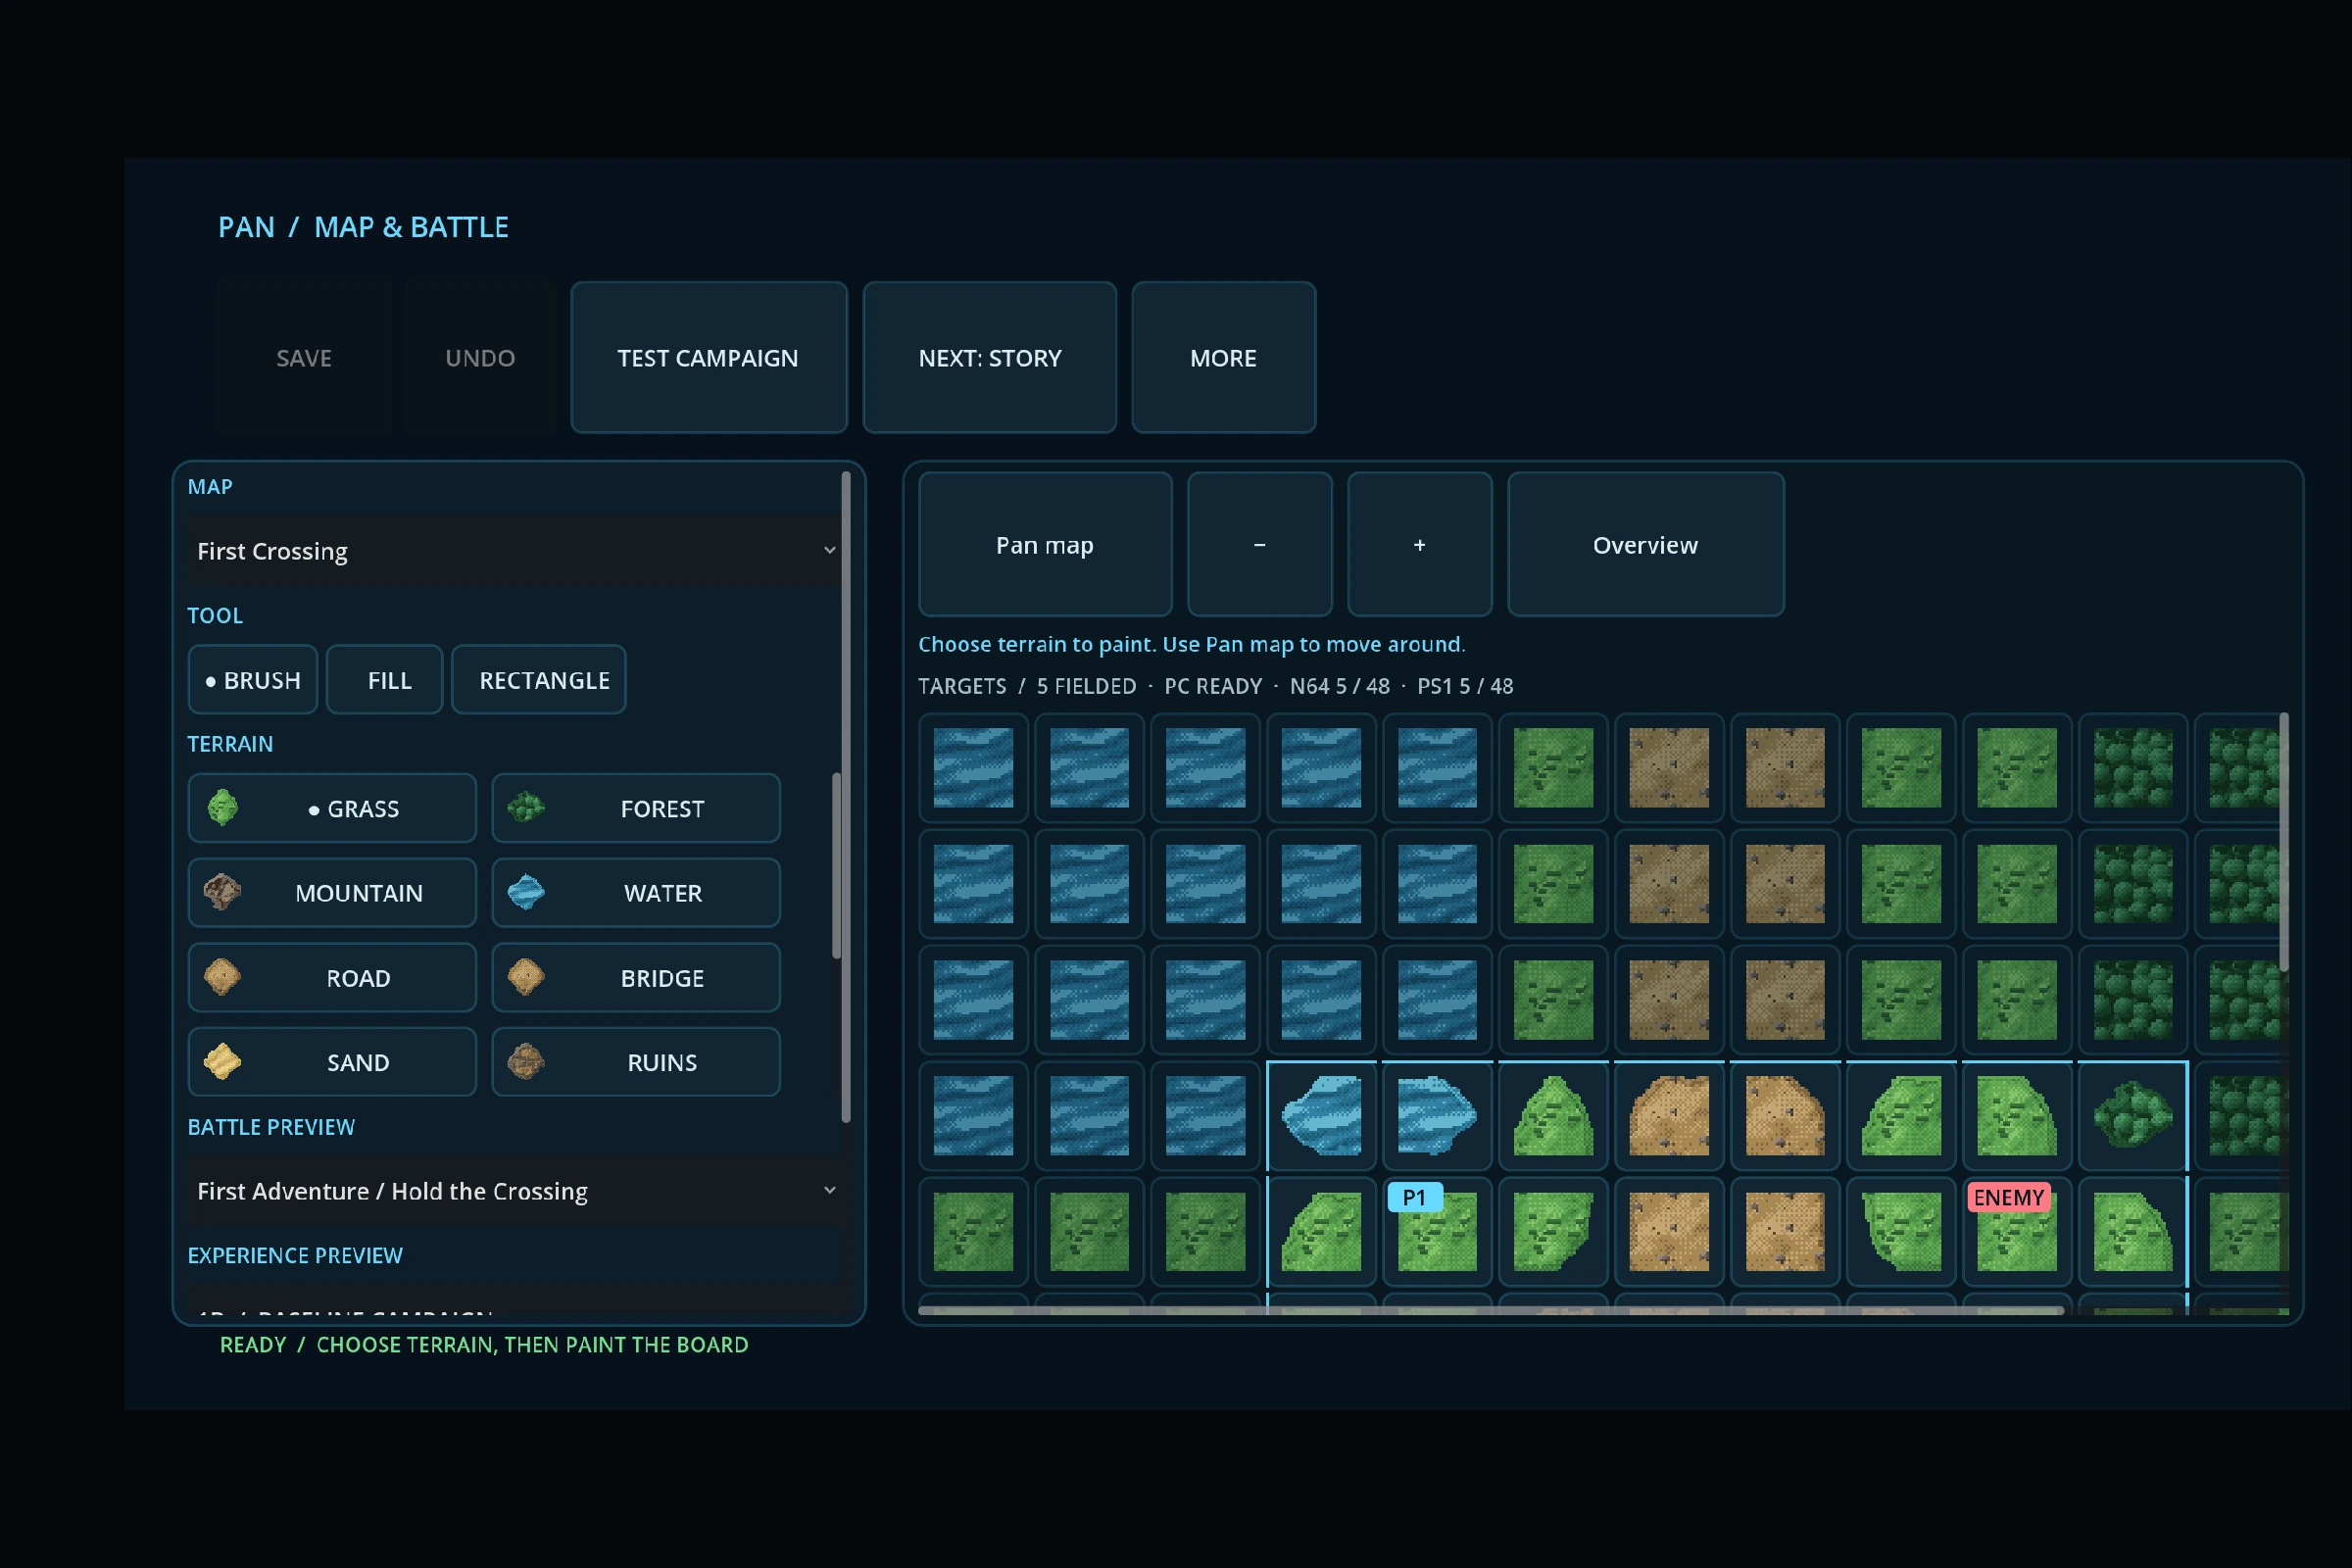 PAN / MAP & BATTLE
SAVE
UNDO
TEST CAMPAIGN
NEXT: STORY
MORE
MAP
First Crossing
TOOL
• BRUSH
FILL
RECTANGLE
TERRAIN
• GRASS
FOREST
MOUNTAIN
WATER
ROAD
BRIDGE
SAND
RUINS
BATTLE PREVIEW
First Adventure / Hold the Crossing
EXPERIENCE PREVIEW
BASELINE CAMPAIGN
READY / CHOOSE TERRAIN, THEN PAINT THE BOARD
Pan map
−
+
Overview
Choose terrain to paint. Use Pan map to move around.
TARGETS / 5 FIELDED · PC READY · N64 5 / 48 · PS1 5 / 48
P1
ENEMY